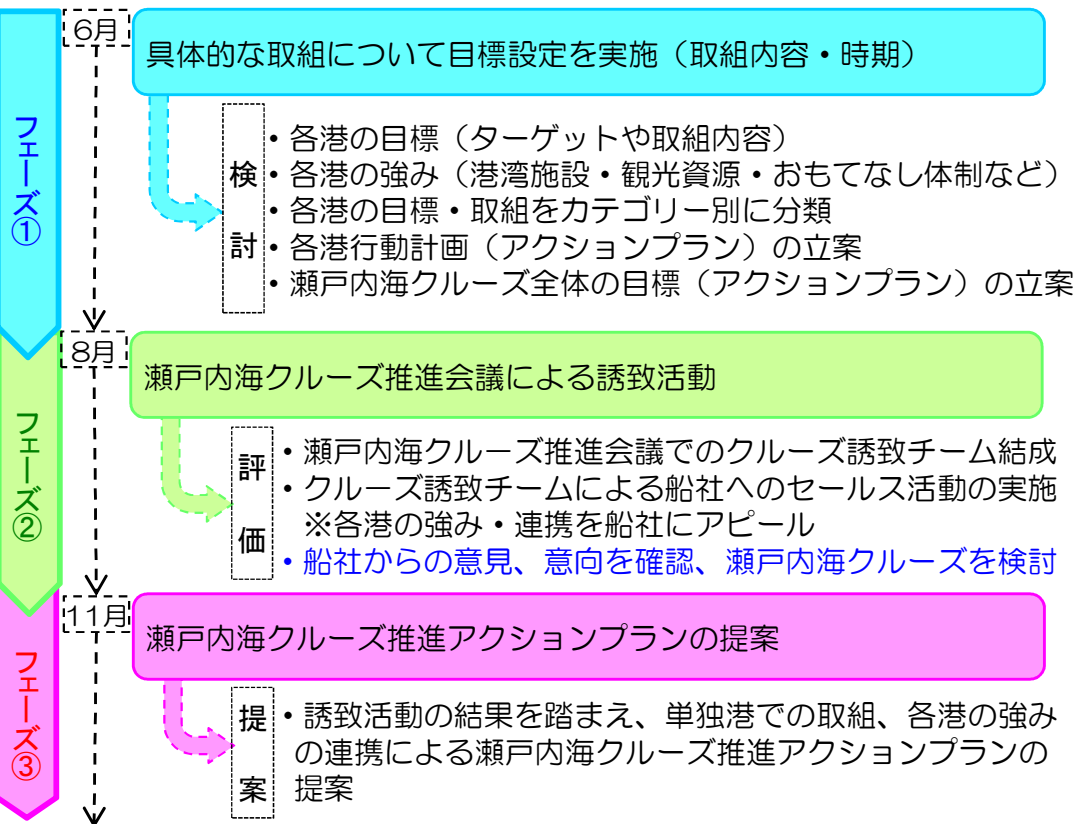 フェーズ①
6月
具体的な取組について目標設定を実施（取組内容・時期）
検討
・各港の目標（ターゲットや取組内容）
・各港の強み（港湾施設・観光資源・おもてなし体制など）
・各港の目標・取組をカテゴリー別に分類
・各港行動計画（アクションプラン）の立案
・瀬戸内海クルーズ全体の目標（アクションプラン）の立案
フェーズ②
8月
瀬戸内海クルーズ推進会議による誘致活動
評価
・瀬戸内海クルーズ推進会議でのクルーズ誘致チーム結成
・クルーズ誘致チームによる船社へのセールス活動の実施
※各港の強み・連携を船社にアピール
・船社からの意見、意向を確認、瀬戸内海クルーズを検討
フェーズ③
11月
瀬戸内海クルーズ推進アクションプランの提案
提案
・誘致活動の結果を踏まえ、単独港での取組、各港の強み
の連携による瀬戸内海クルーズ推進アクションプランの
提案